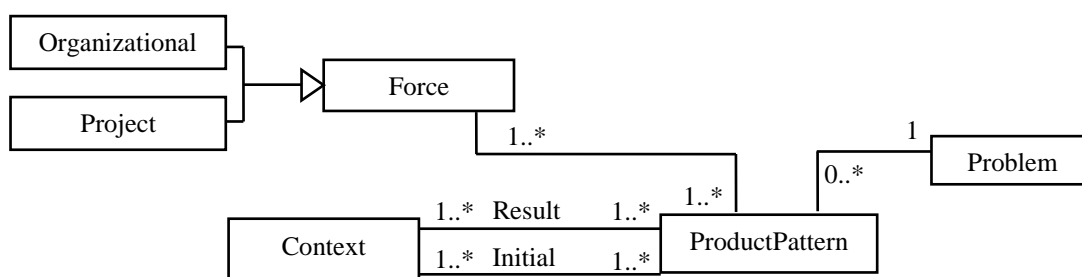 Organizational
Force
Project
1..*
1
Problem
0..*
1..*
1..* Result 1..*
Context
ProductPattern
1..* Initial 1..*